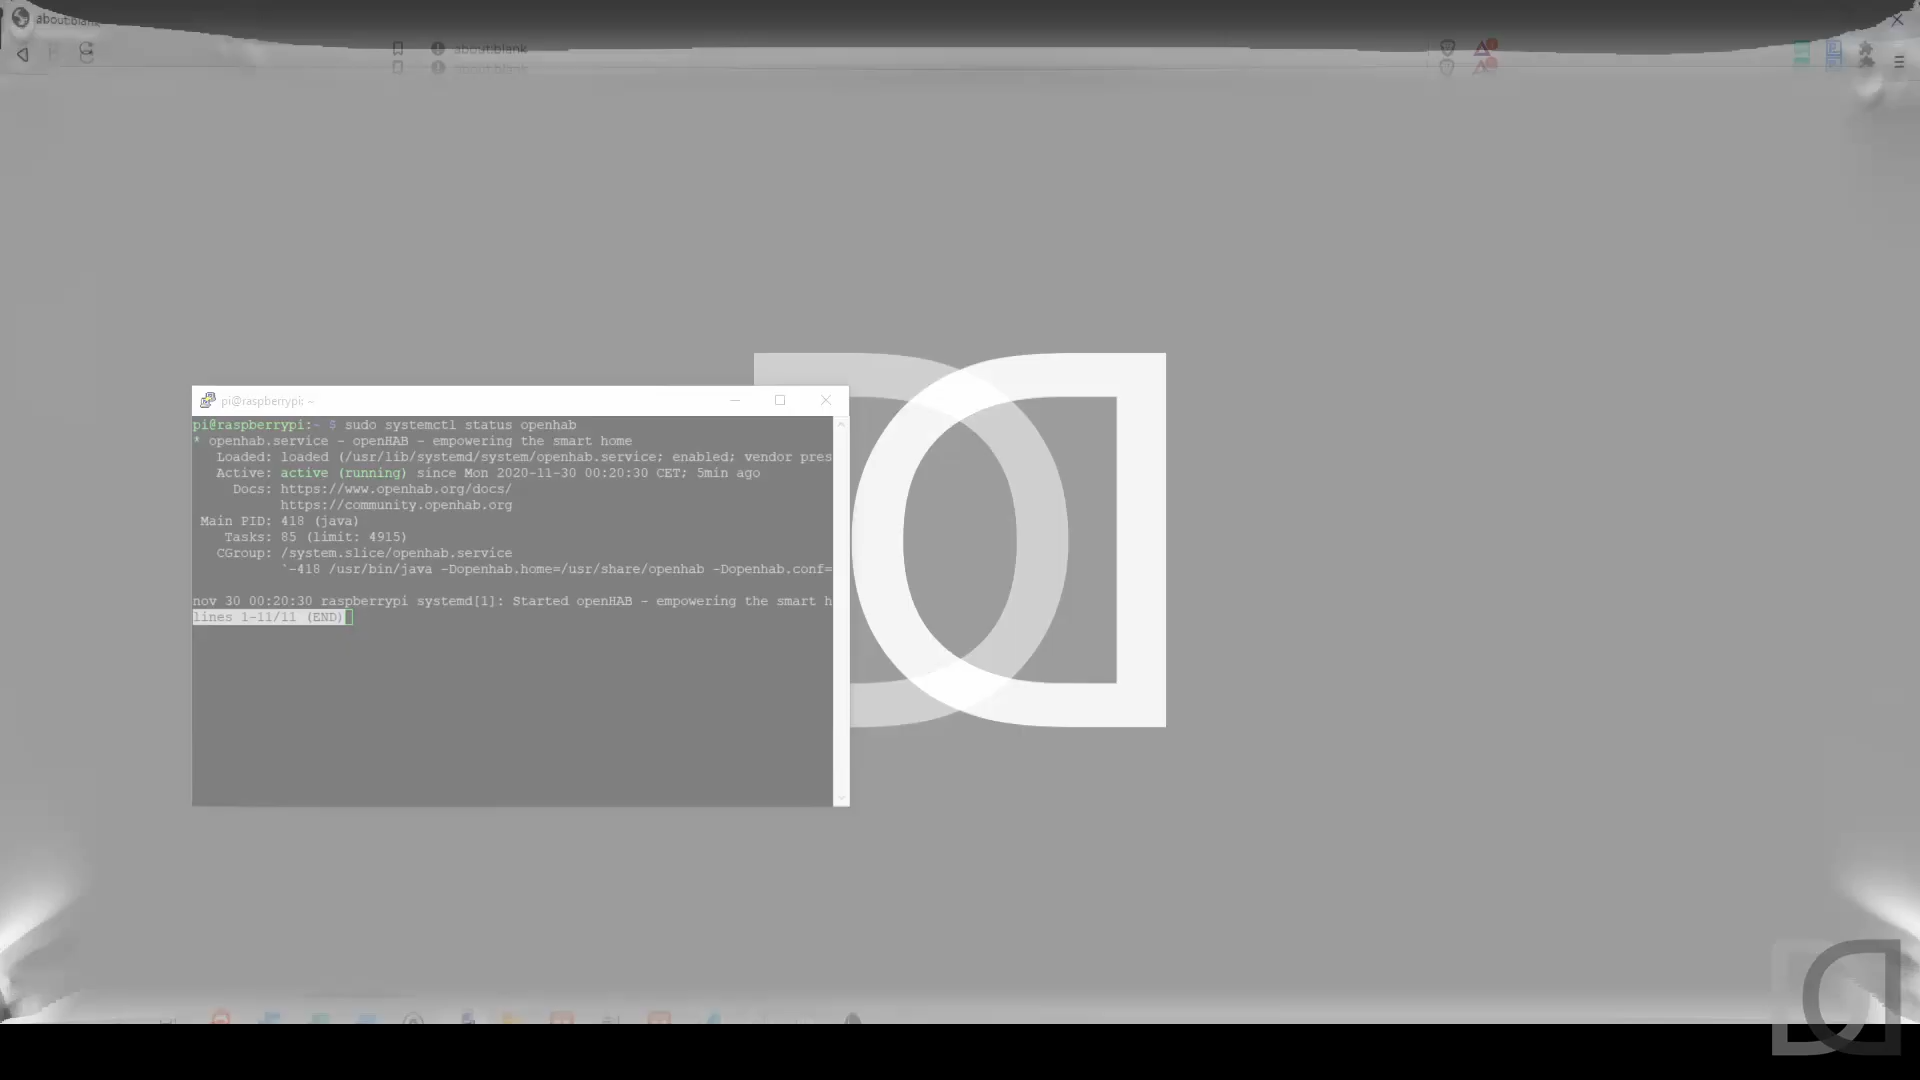 about:blank
about:blank
about:blank
pi@raspberrypi: ~
pi@raspberrypi:~ $ sudo systemctl status openhab
* openhab.service - openHAB - empowering the smart home
Loaded: loaded (/usr/lib/systemd/system/openhab.service; enabled; vendor pres
Active: active (running) since Mon 2020-11-30 00:20:30 CET; 5min ago
Docs: https://www.openhab.org/docs/
https://community.openhab.org
Main PID: 418 (java)
Tasks: 85 (limit: 4915)
CGroup: /system.slice/openhab.service
`-418 /usr/bin/java -Dopenhab.home=/usr/share/openhab -Dopenhab.conf=
nov 30 00:20:30 raspberrypi systemd[1]: Started openHAB - empowering the smart h
lines 1-11/11 (END)